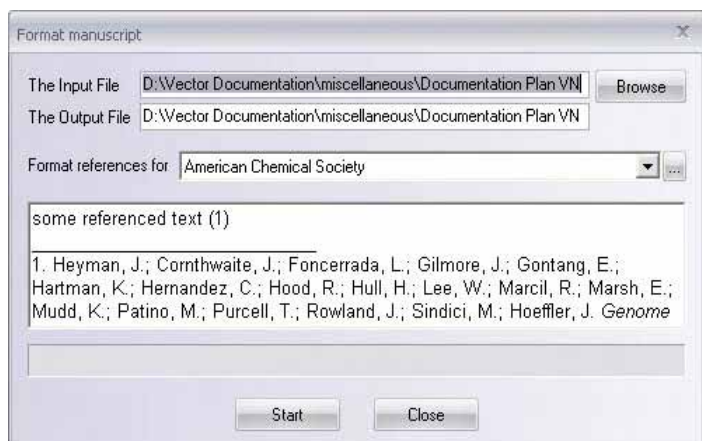 Format manuscript
The Input File D:\Vector Documentation\miscellaneous\Documentation Plan VN Browse
The Output File D:\Vector Documentation\miscellaneous\Documentation Plan VN
Format references for American Chemical Society ...
some referenced text (1)
1. Heyman, J.; Cornthwaite, J.; Foncerrada, L.; Gilmore, J.; Gontang, E.;
Hartman, K.; Hernandez, C.; Hood, R.; Hull, H.; Lee, W.; Marcil, R.; Marsh, E.;
Mudd, K.; Patino, M.; Purcell, T.; Rowland, J.; Sindici, M.; Hoeffler, J. Genome
Start Close